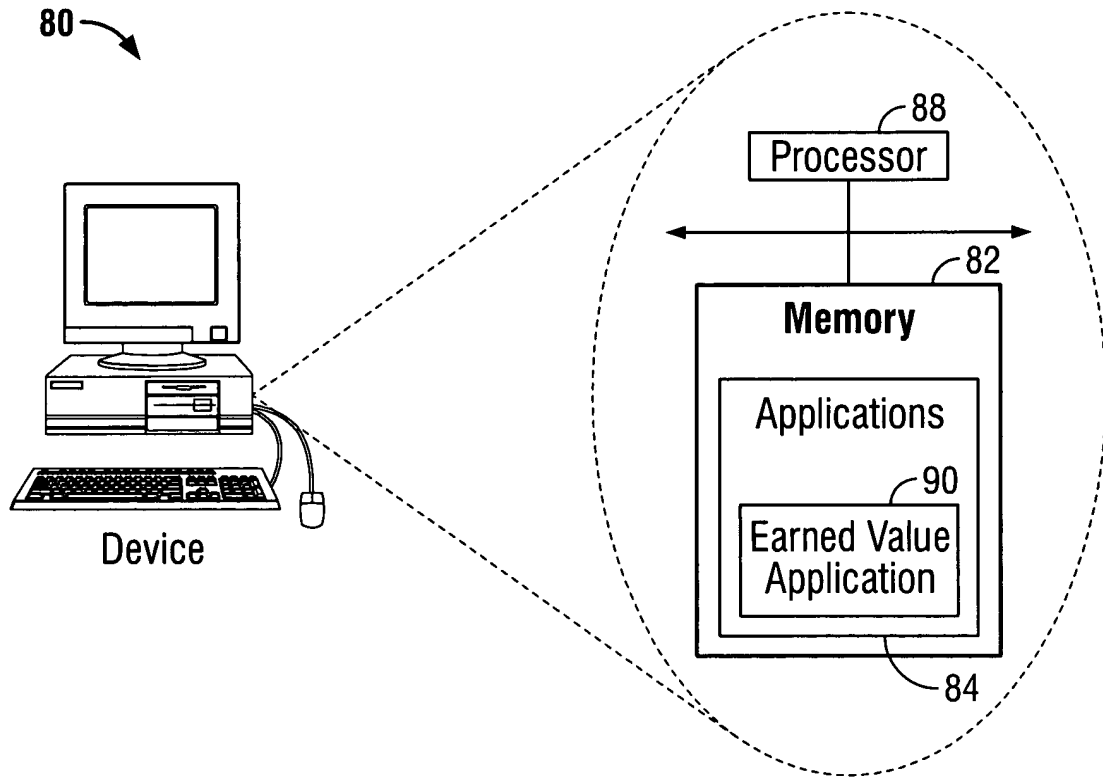 80
88
Processor
82
Memory
Applications
90
Earned Value
Application
84
Device